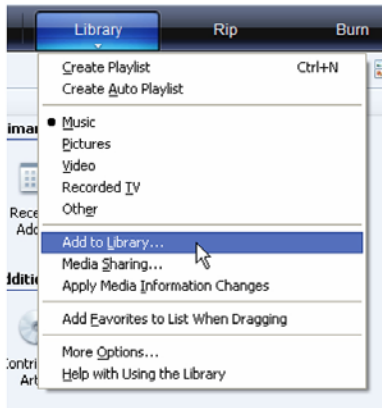 Library Rip Burn
Create Playlist Ctrl+N
Create Auto Playlist
Music
Pictures
Video
Recorded TV
Other
Add to Library...
Media Sharing...
Apply Media Information Changes
Add Favorites to List When Dragging
More Options...
Help with Using the Library